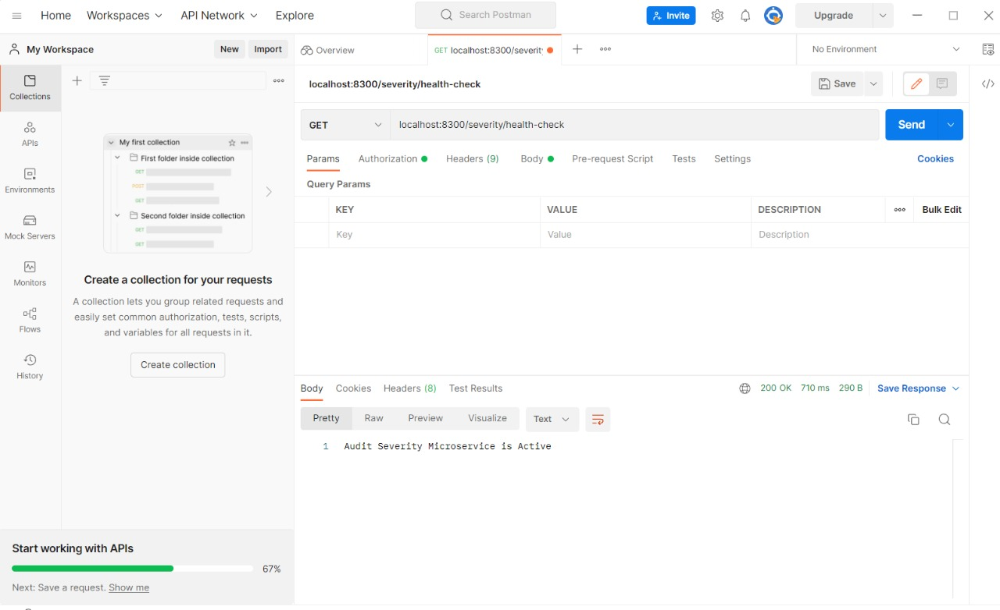 Home Workspaces API Network Explore Search Postman Invite Upgrade
My Workspace New Import Overview GET localhost:8300/severity No Environment
Collections
APIs
Environments
Mock Servers
Monitors
Flows
History
My first collection
First folder inside collection
GET
POST
GET
Second folder inside collection
GET
GET
Create a collection for your requests
A collection lets you group related requests and
easily set common authorization, tests, scripts,
and variables for all requests in it.
Create collection
Start working with APIs
67%
Next: Save a request. Show me
localhost:8300/severity/health-check Save
GET localhost:8300/severity/health-check Send
Params Authorization Headers (9) Body Pre-request Script Tests Settings Cookies
Query Params
KEY VALUE DESCRIPTION Bulk Edit
Key Value Description
Body Cookies Headers (8) Test Results 200 OK 710 ms 290 B Save Response
Pretty Raw Preview Visualize Text
1 Audit Severity Microservice is Active